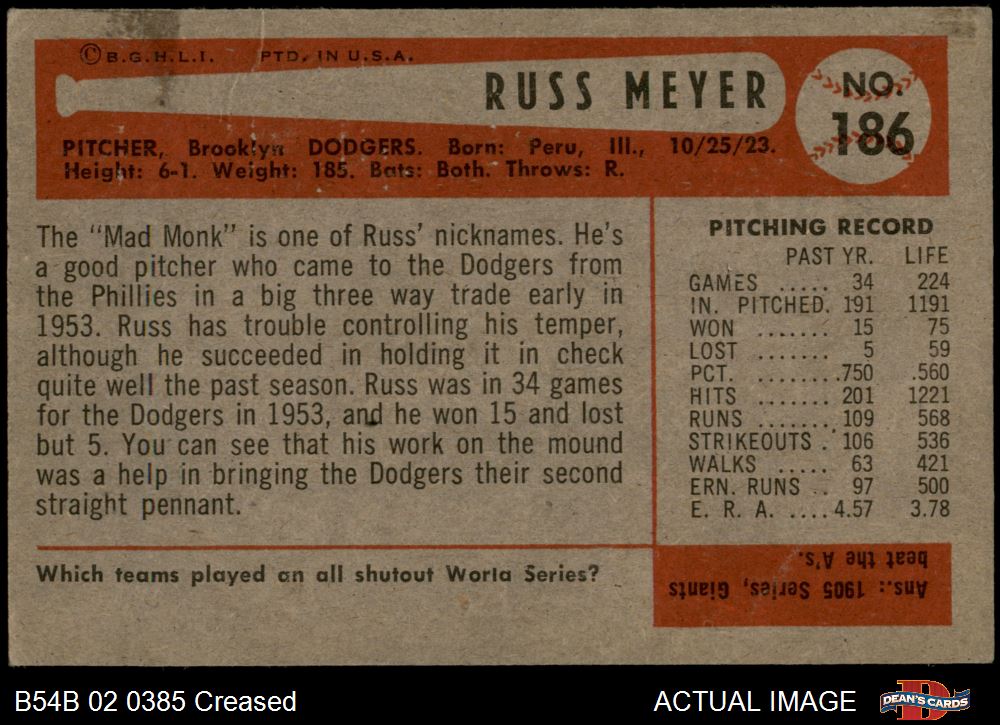 © B.G.H.L.I. PTD. IN U.S.A.
RUSS MEYER
NO.
186
PITCHER, Brooklyn DODGERS. Born: Peru, Ill., 10/25/23.
Height: 6-1. Weight: 185. Bats: Both. Throws: R.
The "Mad Monk" is one of Russ' nicknames. He's
a good pitcher who came to the Dodgers from
the Phillies in a big three way trade early in
1953. Russ has trouble controlling his temper,
although he succeeded in holding it in check
quite well the past season. Russ was in 34 games
for the Dodgers in 1953, and he won 15 and lost
but 5. You can see that his work on the mound
was a help in bringing the Dodgers their second
straight pennant.
PITCHING RECORD
PAST YR. LIFE
GAMES ..... 34 224
IN. PITCHED. 191 1191
WON ....... 15 75
LOST ....... 5 59
PCT. ........750 .560
HITS ....... 201 1221
RUNS ....... 109 568
STRIKEOUTS . 106 536
WALKS ..... 63 421
ERN. RUNS .. 97 500
E. R. A. ....4.57 3.78
Which teams played an all shutout World Series?
Ans.: 1905 Series, Giants
beat the A's.
B54B 02 0385 Creased
ACTUAL IMAGE
DEAN'S CARDS